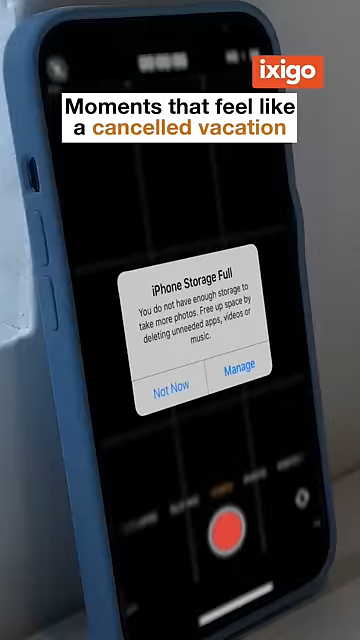 ixigo
Moments that feel like
a cancelled vacation
iPhone Storage Full
You do not have enough storage to
take more photos. Free up space by
deleting unneeded apps, videos or
music.
Not Now
Manage